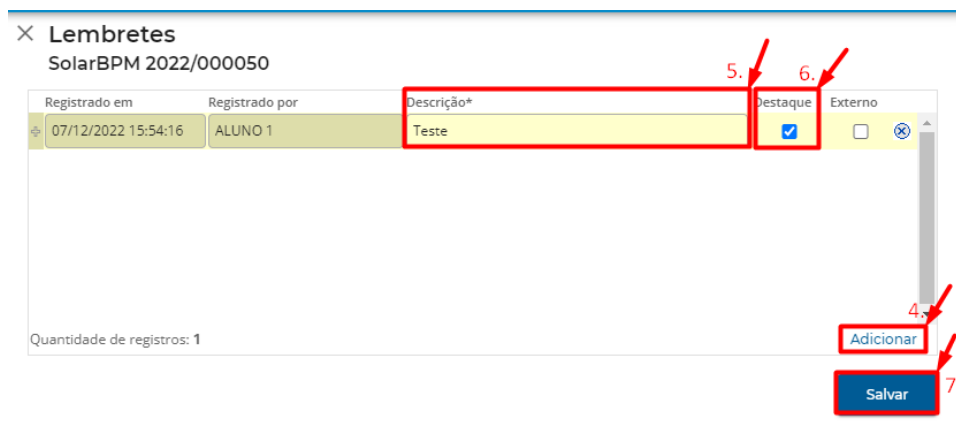 Lembretes
SolarBPM 2022/000050
5.
6.
Registrado em Registrado por Descrição* Destaque Externo
07/12/2022 15:54:16 ALUNO 1 Teste
4.
Quantidade de registros: 1 Adicionar
Salvar 7